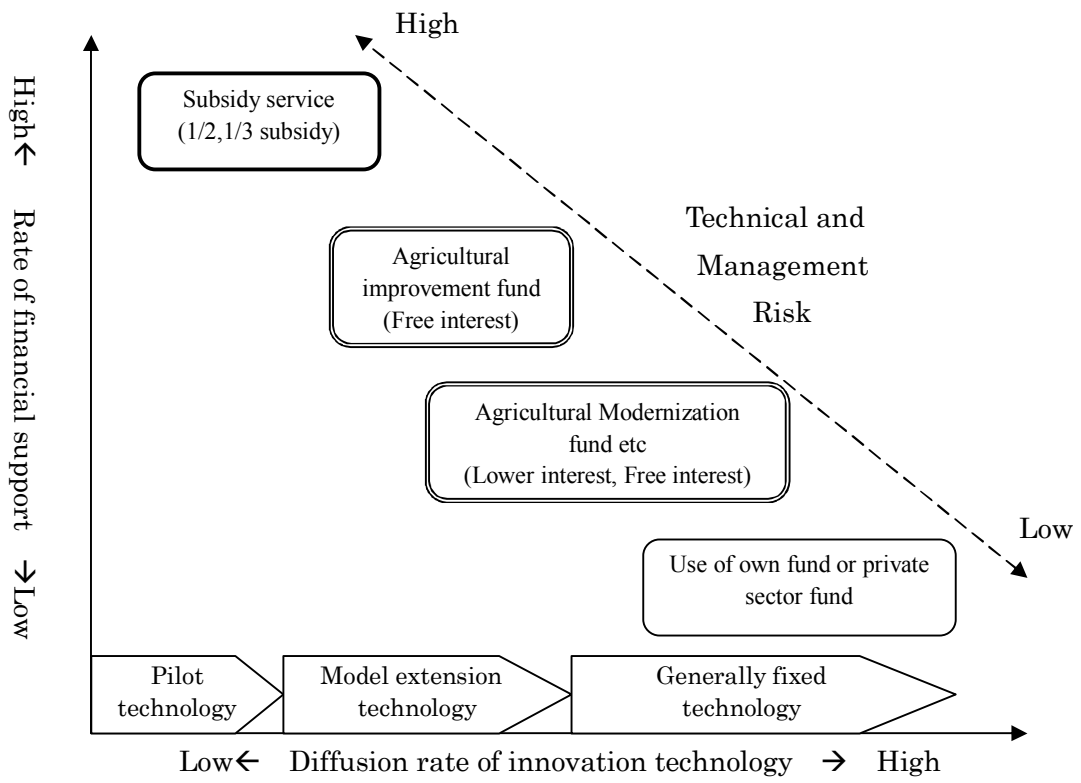 High
Subsidy service
(1/2,1/3 subsidy)
High←
Rate of financial support
→Low
Technical and
Management
Risk
Agricultural
improvement fund
(Free interest)
Agricultural Modernization
fund etc
(Lower interest, Free interest)
Low
Use of own fund or private
sector fund
Pilot
technology
Model extension
technology
Generally fixed
technology
Low← Diffusion rate of innovation technology → High